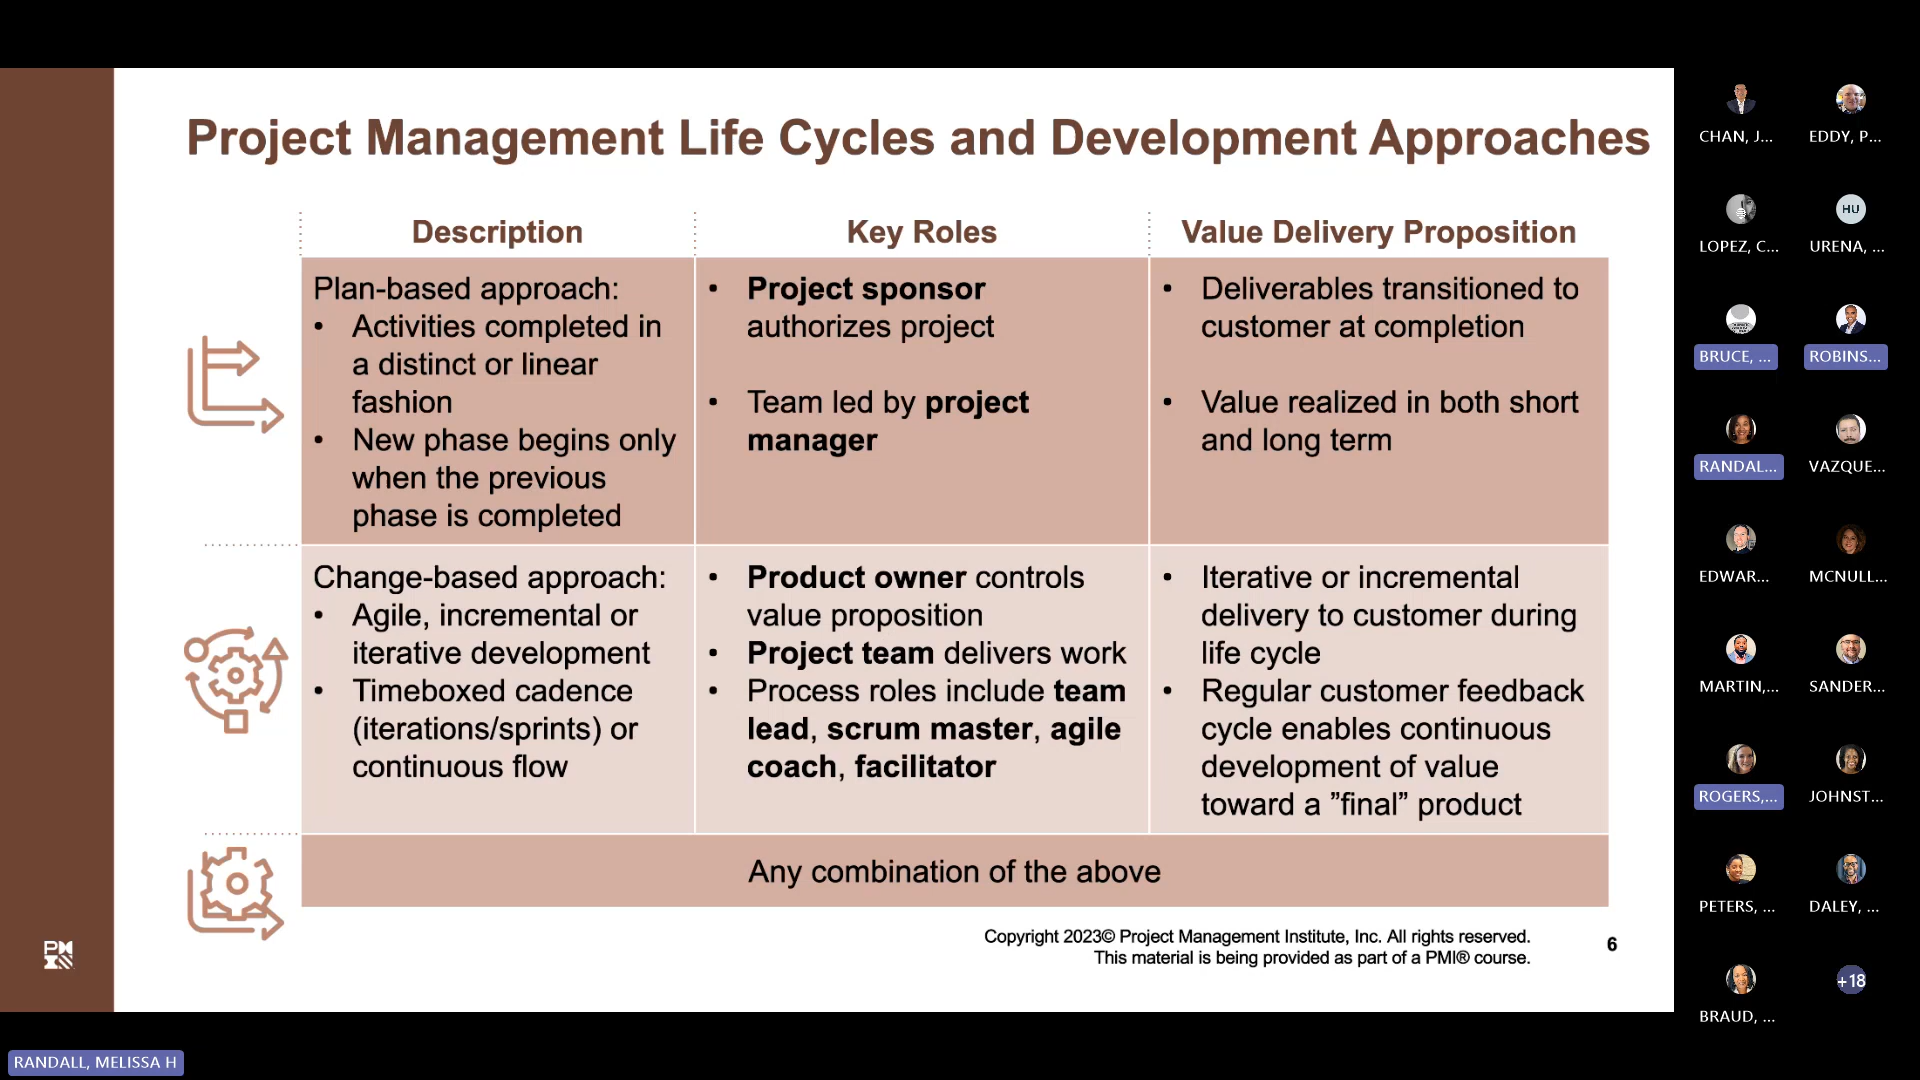 Project Management Life Cycles and Development Approaches
Description
Key Roles
Value Delivery Proposition
Plan-based approach:
• Activities completed in
a distinct or linear
fashion
• New phase begins only
when the previous
phase is completed
• Project sponsor
authorizes project
• Team led by project
manager
• Deliverables transitioned to
customer at completion
• Value realized in both short
and long term
Change-based approach:
• Agile, incremental or
iterative development
• Timeboxed cadence
(iterations/sprints) or
continuous flow
• Product owner controls
value proposition
• Project team delivers work
• Process roles include team
lead, scrum master, agile
coach, facilitator
• Iterative or incremental
delivery to customer during
life cycle
• Regular customer feedback
cycle enables continuous
development of value
toward a ”final” product
Any combination of the above
Copyright 2023© Project Management Institute, Inc. All rights reserved.
This material is being provided as part of a PMI® course.
6
PMI
CHAN, J...
EDDY, P...
LOPEZ, C...
HU
URENA, ...
BRUCE, ...
ROBINS...
RANDAL...
VAZQUE...
EDWAR...
MCNULL...
MARTIN,...
SANDER...
ROGERS,...
JOHNST...
PETERS, ...
DALEY, ...
BRAUD, ...
+18
RANDALL, MELISSA H